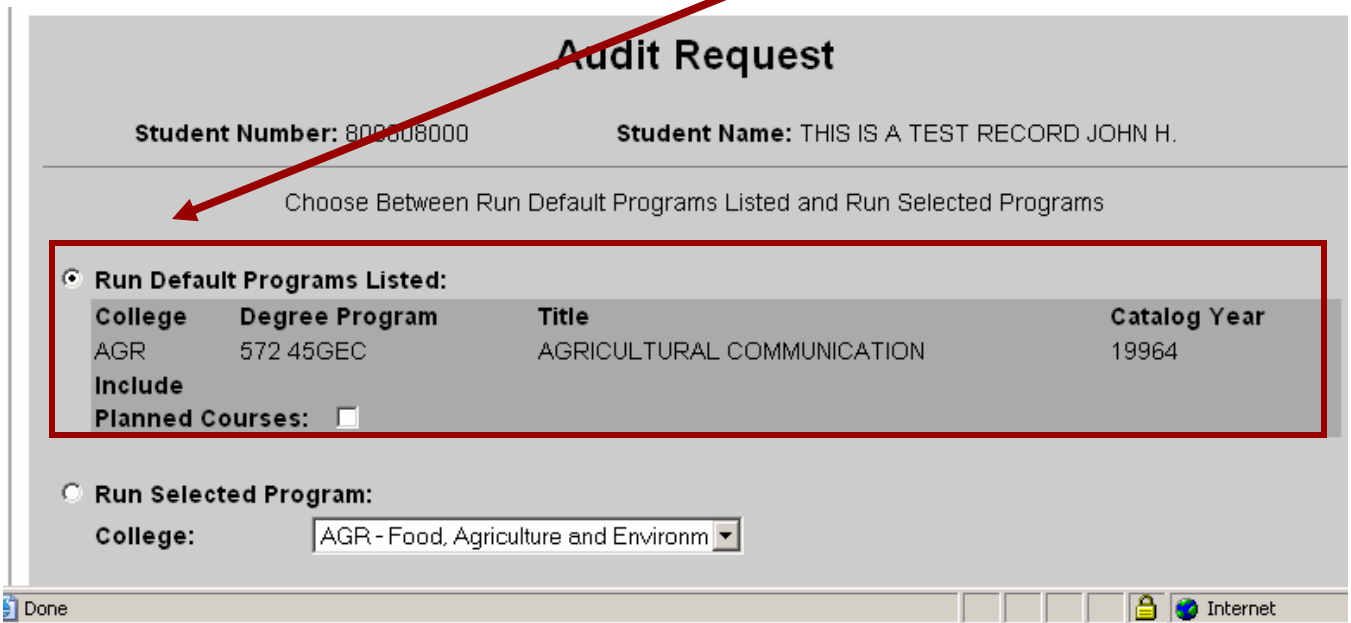 Audit Request
Student Number: Student Name: THIS IS A TEST RECORD JOHN H.
Choose Between Run Default Programs Listed and Run Selected Programs
Run Default Programs Listed:
College Degree Program Title Catalog Year
AGR 572 45GEC AGRICULTURAL COMMUNICATION 19964
Include
Planned Courses:
Run Selected Program:
College: AGR - Food, Agriculture and Environm
Done Internet